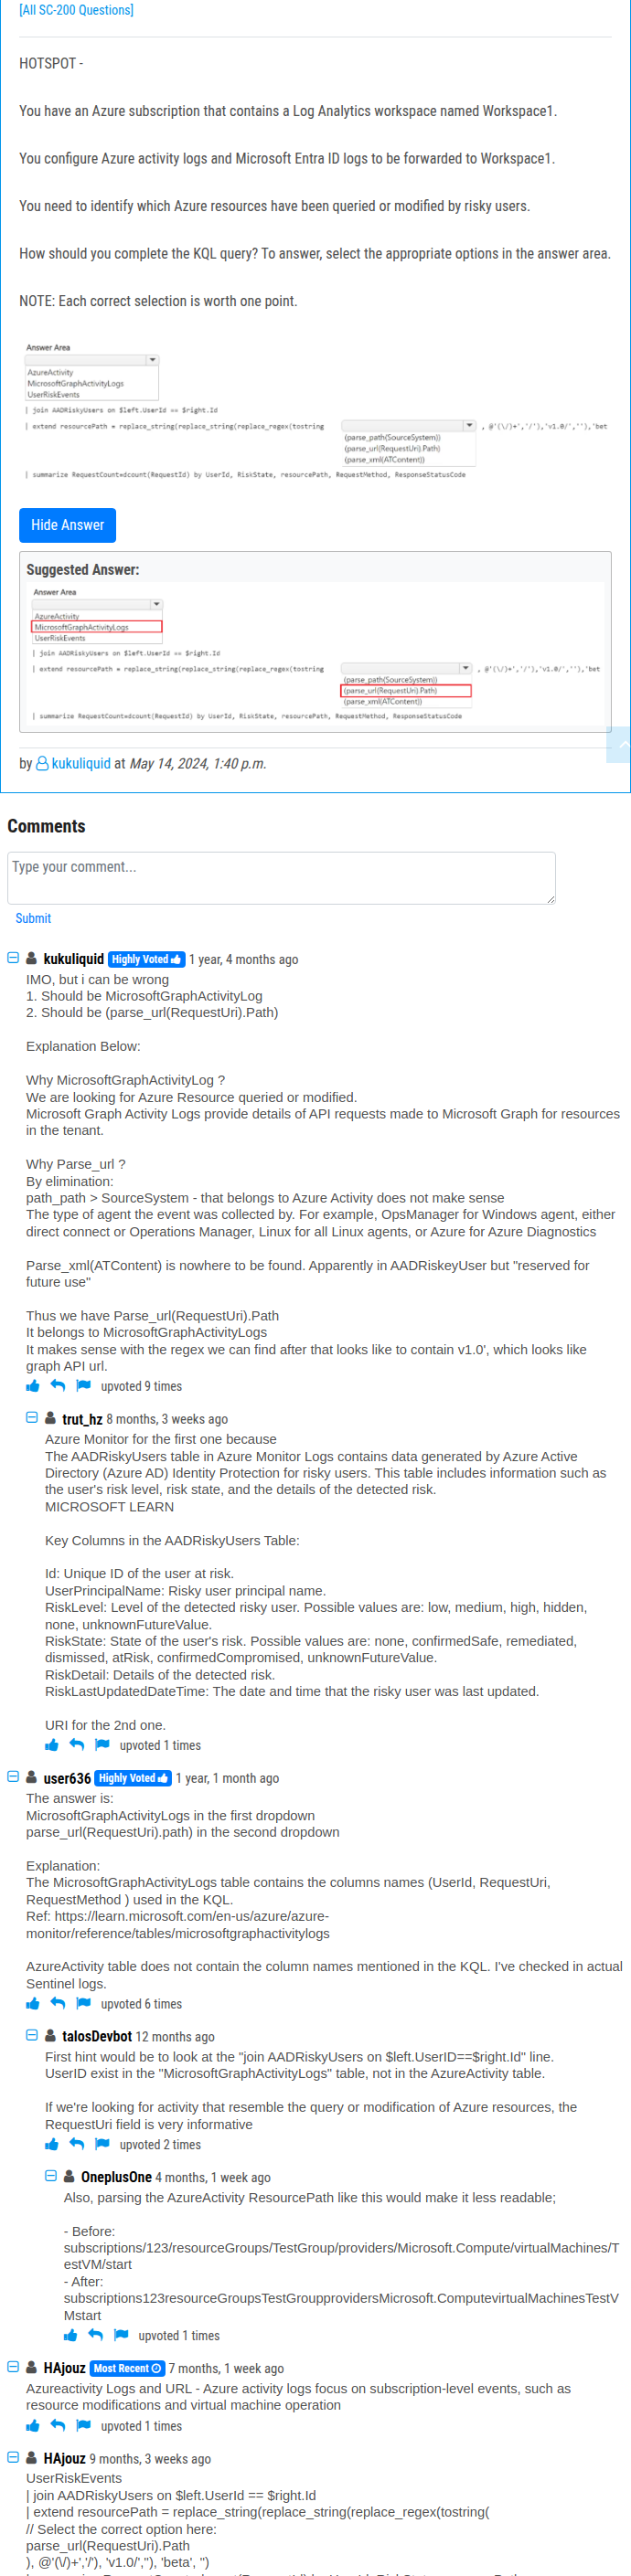 [All SC-200 Questions]
HOTSPOT -
You have an Azure subscription that contains a Log Analytics workspace named Workspace1.
You configure Azure activity logs and Microsoft Entra ID logs to be forwarded to Workspace1.
You need to identify which Azure resources have been queried or modified by risky users.
How should you complete the KQL query? To answer, select the appropriate options in the answer area.
NOTE: Each correct selection is worth one point.
Answer Area
AzureActivity
MicrosoftGraphActivityLogs
UserRiskEvents
| join AADRiskyUsers on $left.UserId == $right.Id
| extend resourcePath = replace_string(replace_string(replace_regex(tostring , @'(\/)+','/'),'v1.0/',''),'bet
(parse_path(SourceSystem))
(parse_url(RequestUri).Path)
(parse_xml(ATContent))
| summarize RequestCount=dcount(RequestId) by UserId, RiskState, resourcePath, RequestMethod, ResponseStatusCode
Hide Answer
Suggested Answer:
Answer Area
AzureActivity
MicrosoftGraphActivityLogs
UserRiskEvents
| join AADRiskyUsers on $left.UserId == $right.Id
| extend resourcePath = replace_string(replace_string(replace_regex(tostring , @'(\/)+','/'),'v1.0/',''),'bet
(parse_path(SourceSystem))
(parse_url(RequestUri).Path)
(parse_xml(ATContent))
| summarize RequestCount=dcount(RequestId) by UserId, RiskState, resourcePath, RequestMethod, ResponseStatusCode
by kukuliquid at May 14, 2024, 1:40 p.m.
Comments
Type your comment...
Submit
kukuliquid Highly Voted 1 year, 4 months ago
IMO, but i can be wrong
1. Should be MicrosoftGraphActivityLog
2. Should be (parse_url(RequestUri).Path)
Explanation Below:
Why MicrosoftGraphActivityLog ?
We are looking for Azure Resource queried or modified.
Microsoft Graph Activity Logs provide details of API requests made to Microsoft Graph for resources
in the tenant.
Why Parse_url ?
By elimination:
path_path > SourceSystem - that belongs to Azure Activity does not make sense
The type of agent the event was collected by. For example, OpsManager for Windows agent, either
direct connect or Operations Manager, Linux for all Linux agents, or Azure for Azure Diagnostics
Parse_xml(ATContent) is nowhere to be found. Apparently in AADRiskeyUser but "reserved for
future use"
Thus we have Parse_url(RequestUri).Path
It belongs to MicrosoftGraphActivityLogs
It makes sense with the regex we can find after that looks like to contain v1.0', which looks like
graph API url.
upvoted 9 times
trut_hz 8 months, 3 weeks ago
Azure Monitor for the first one because
The AADRiskyUsers table in Azure Monitor Logs contains data generated by Azure Active
Directory (Azure AD) Identity Protection for risky users. This table includes information such as
the user's risk level, risk state, and the details of the detected risk.
MICROSOFT LEARN
Key Columns in the AADRiskyUsers Table:
Id: Unique ID of the user at risk.
UserPrincipalName: Risky user principal name.
RiskLevel: Level of the detected risky user. Possible values are: low, medium, high, hidden,
none, unknownFutureValue.
RiskState: State of the user's risk. Possible values are: none, confirmedSafe, remediated,
dismissed, atRisk, confirmedCompromised, unknownFutureValue.
RiskDetail: Details of the detected risk.
RiskLastUpdatedDateTime: The date and time that the risky user was last updated.
URI for the 2nd one.
upvoted 1 times
user636 Highly Voted 1 year, 1 month ago
The answer is:
MicrosoftGraphActivityLogs in the first dropdown
parse_url(RequestUri).path) in the second dropdown
Explanation:
The MicrosoftGraphActivityLogs table contains the columns names (UserId, RequestUri,
RequestMethod ) used in the KQL.
Ref: https://learn.microsoft.com/en-us/azure/azure-
monitor/reference/tables/microsoftgraphactivitylogs
AzureActivity table does not contain the column names mentioned in the KQL. I've checked in actual
Sentinel logs.
upvoted 6 times
talosDevbot 12 months ago
First hint would be to look at the "join AADRiskyUsers on $left.UserID==$right.Id" line.
UserID exist in the "MicrosoftGraphActivityLogs" table, not in the AzureActivity table.
If we're looking for activity that resemble the query or modification of Azure resources, the
RequestUri field is very informative
upvoted 2 times
OneplusOne 4 months, 1 week ago
Also, parsing the AzureActivity ResourcePath like this would make it less readable;
- Before:
subscriptions/123/resourceGroups/TestGroup/providers/Microsoft.Compute/virtualMachines/T
estVM/start
- After:
subscriptions123resourceGroupsTestGroupprovidersMicrosoft.ComputevirtualMachinesTestV
Mstart
upvoted 1 times
HAjouz Most Recent 7 months, 1 week ago
Azureactivity Logs and URL - Azure activity logs focus on subscription-level events, such as
resource modifications and virtual machine operation
upvoted 1 times
HAjouz 9 months, 3 weeks ago
UserRiskEvents
| join AADRiskyUsers on $left.UserId == $right.Id
| extend resourcePath = replace_string(replace_string(replace_regex(tostring(
// Select the correct option here:
parse_url(RequestUri).Path
), @'(\/)+','/'), 'v1.0/',''), 'beta', '')